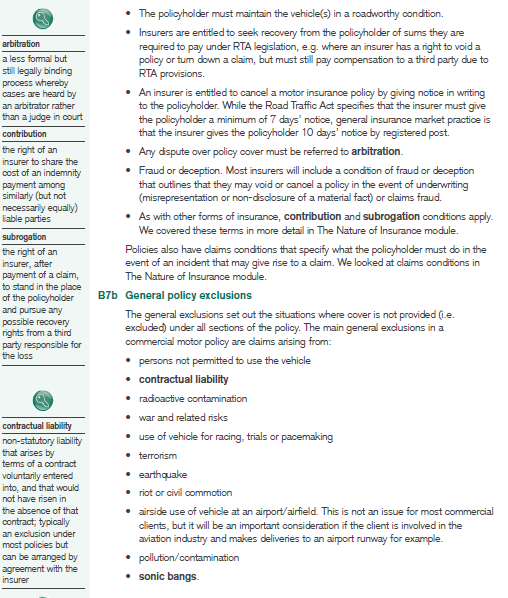 arbitration
a less formal but
still legally binding
process whereby
cases are heard by
an arbitrator rather
than a judge in court
contribution
the right of an
insurer to share the
cost of an indemnity
payment among
similarly (but not
necessarily equally)
liable parties
subrogation
the right of an
insurer, after
payment of a claim,
to stand in the place
of the policyholder
and pursue any
possible recovery
rights from a third
party responsible for
the loss
contractual liability
non-statutory liability
that arises by
terms of a contract
voluntarily entered
into, and that would
not have risen in
the absence of that
contract; typically
an exclusion under
most policies but
can be arranged by
agreement with the
insurer
• The policyholder must maintain the vehicle(s) in a roadworthy condition.
• Insurers are entitled to seek recovery from the policyholder of sums they are
required to pay under RTA legislation, e.g. where an insurer has a right to void a
policy or turn down a claim, but must still pay compensation to a third party due to
RTA provisions.
• An insurer is entitled to cancel a motor insurance policy by giving notice in writing
to the policyholder. While the Road Traffic Act specifies that the insurer must give
the policyholder a minimum of 7 days' notice, general insurance market practice is
that the insurer gives the policyholder 10 days' notice by registered post.
• Any dispute over policy cover must be referred to arbitration.
• Fraud or deception. Most insurers will include a condition of fraud or deception
that outlines that they may void or cancel a policy in the event of underwriting
(misrepresentation or non-disclosure of a material fact) or claims fraud.
• As with other forms of insurance, contribution and subrogation conditions apply.
We covered these terms in more detail in The Nature of Insurance module.
Policies also have claims conditions that specify what the policyholder must do in the
event of an incident that may give rise to a claim. We looked at claims conditions in
The Nature of Insurance module.
B7b General policy exclusions
The general exclusions set out the situations where cover is not provided (i.e.
excluded) under all sections of the policy. The main general exclusions in a
commercial motor policy are claims arising from:
• persons not permitted to use the vehicle
• contractual liability
• radioactive contamination
• war and related risks
• use of vehicle for racing, trials or pacemaking
• terrorism
• earthquake
• riot or civil commotion
• airside use of vehicle at an airport/airfield. This is not an issue for most commercial
clients, but it will be an important consideration if the client is involved in the
aviation industry and makes deliveries to an airport runway for example.
• pollution/contamination
• sonic bangs.